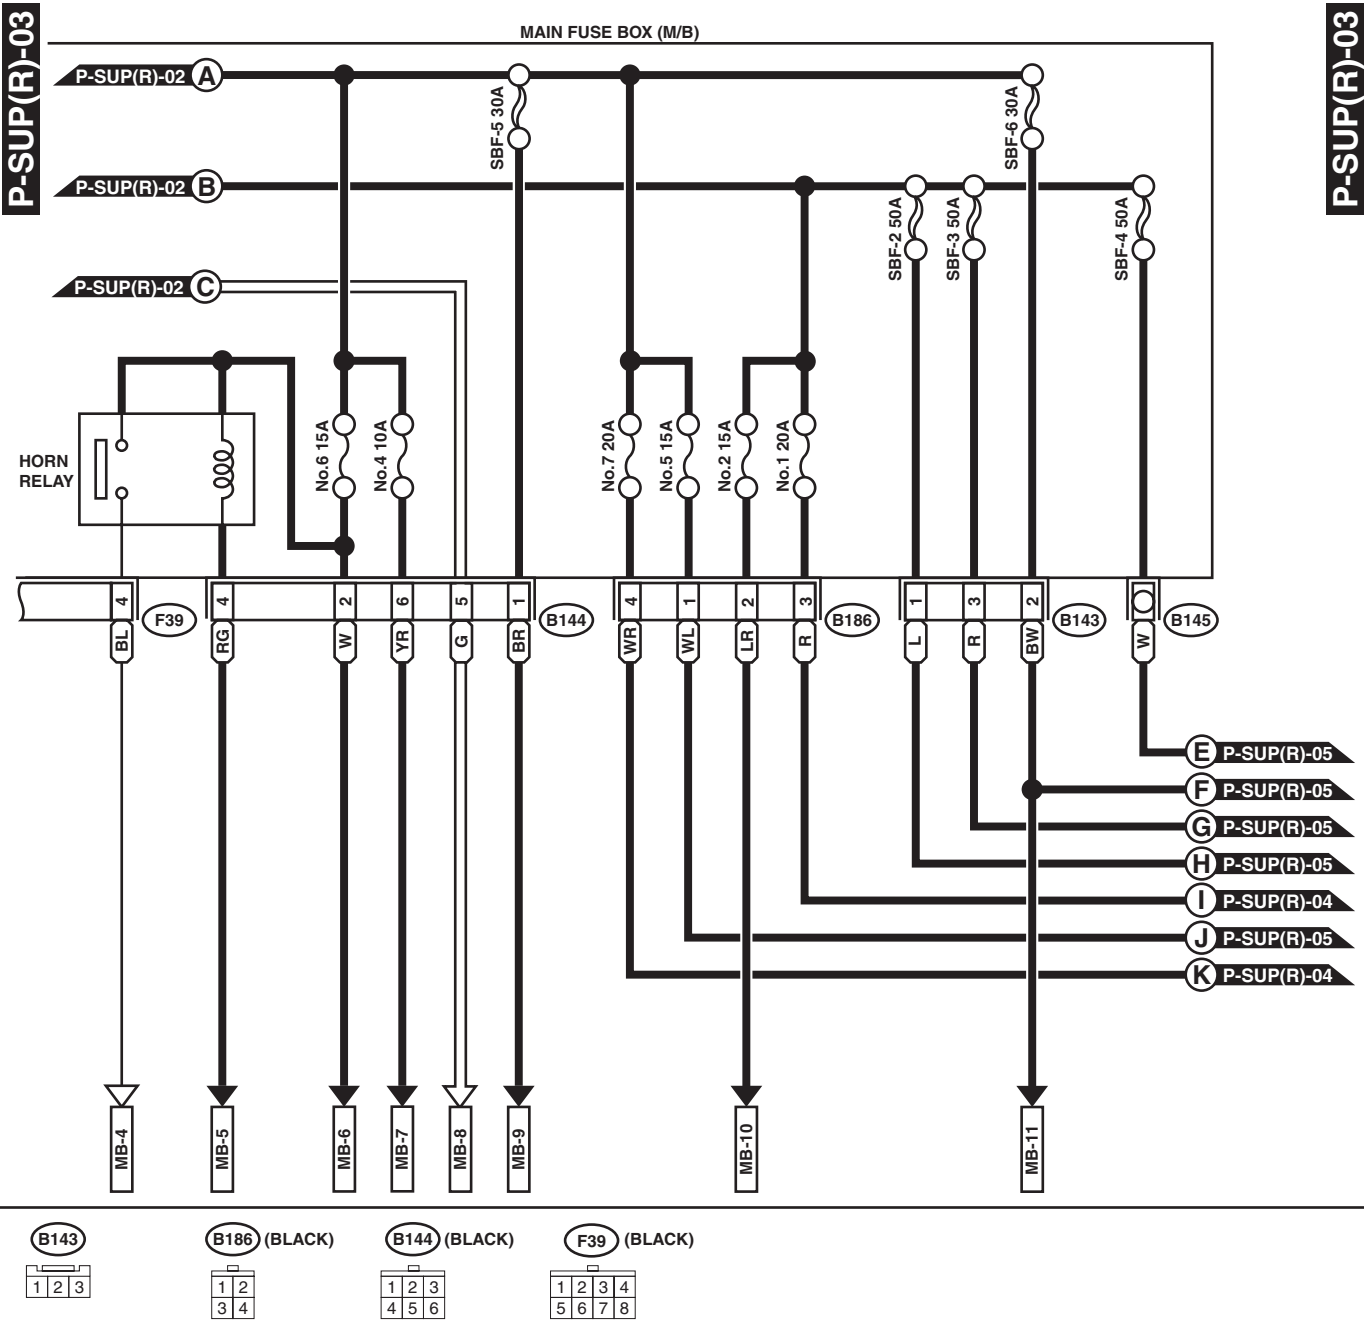 P-SUP(R)-03
P-SUP(R)-03
MAIN FUSE BOX (M/B)
P-SUP(R)-02 A
SBF-5 30A
SBF-6 30A
P-SUP(R)-02 B
SBF-2 50A
SBF-3 50A
SBF-4 50A
P-SUP(R)-02 C
HORN
RELAY
No.6 15A
No.4 10A
No.7 20A
No.5 15A
No.2 15A
No.1 20A
4 F39 4 2 6 5 1 B144 4 1 2 3 B186 1 3 2 B143 B145
BL RG W YR G BR WR WL LR R L R BW W
E P-SUP(R)-05
F P-SUP(R)-05
G P-SUP(R)-05
H P-SUP(R)-05
I P-SUP(R)-04
J P-SUP(R)-05
K P-SUP(R)-04
MB-4 MB-5 MB-6 MB-7 MB-8 MB-9 MB-10 MB-11
B143 B186 (BLACK) B144 (BLACK) F39 (BLACK)
1 2 3 1 2 1 2 3 1 2 3 4
3 4 4 5 6 5 6 7 8